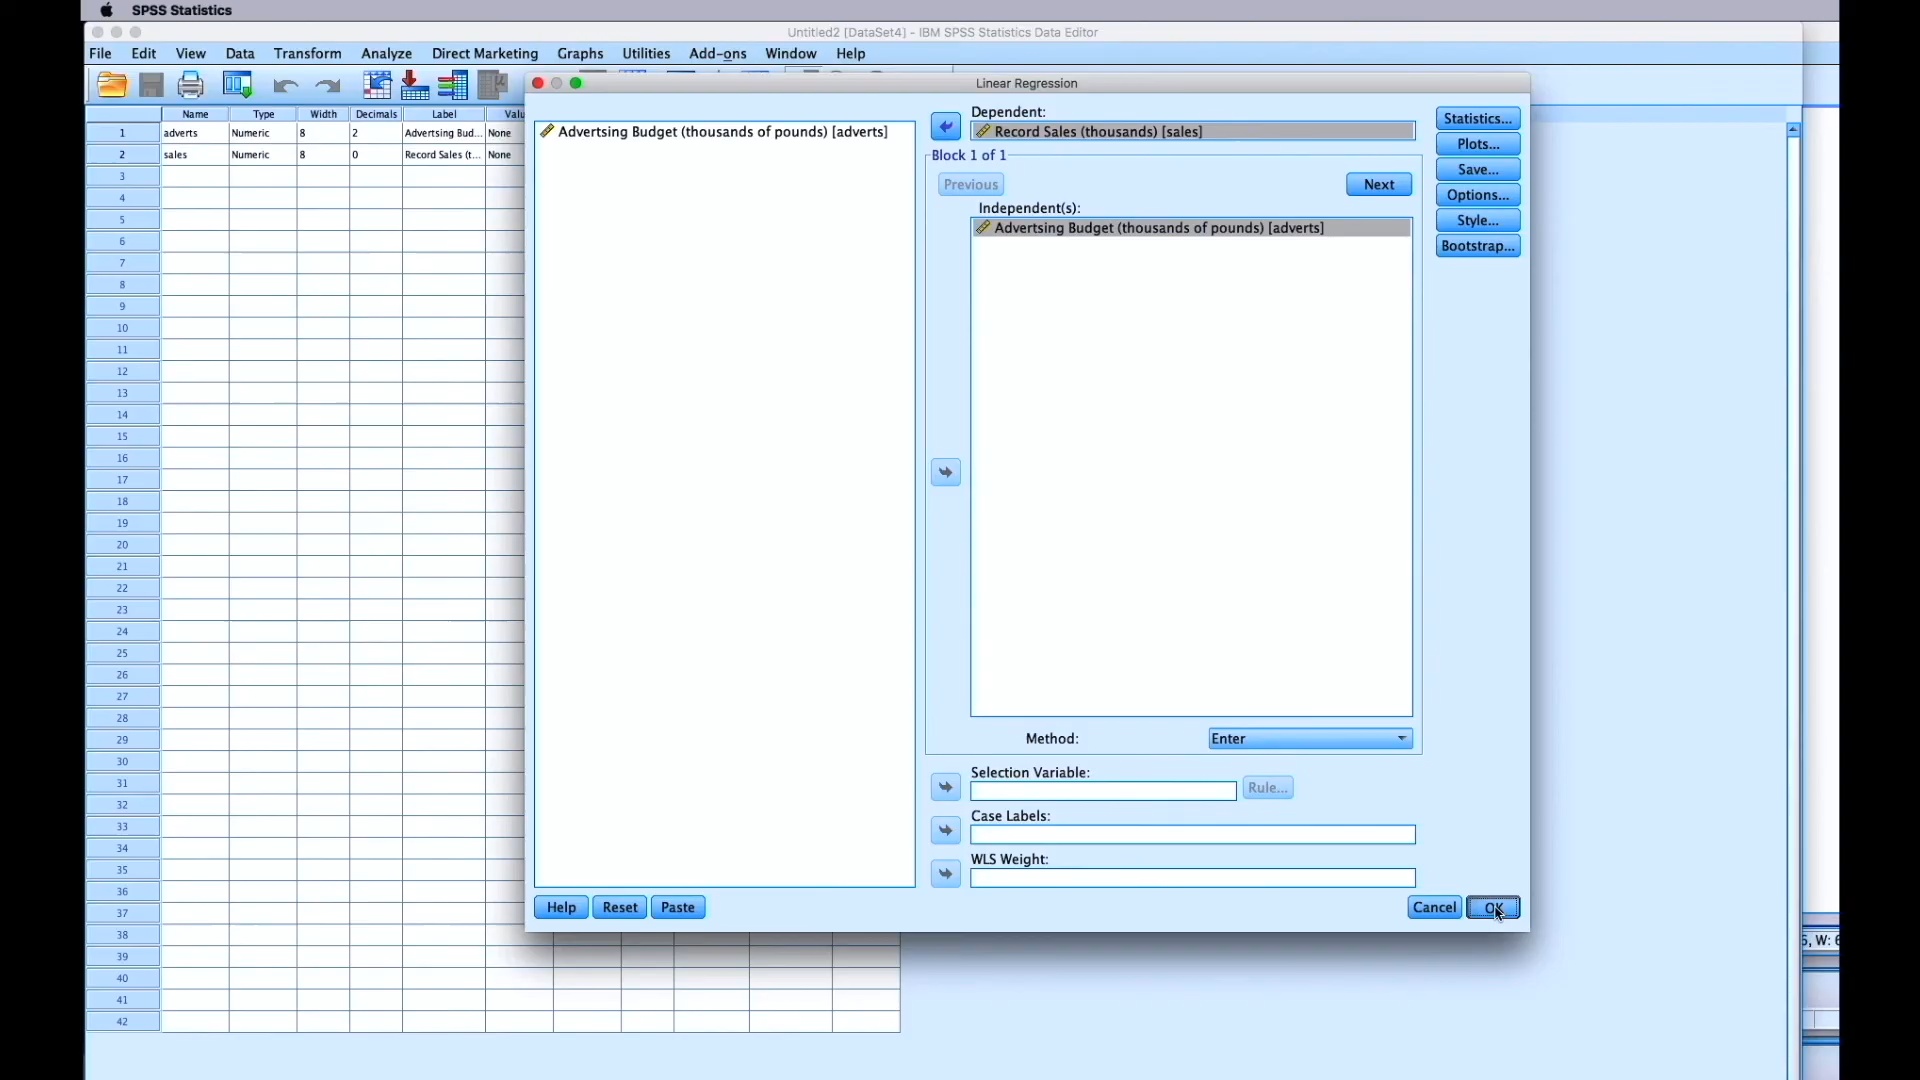 SPSS Statistics
Untitled2 [DataSet4] - IBM SPSS Statistics Data Editor
File Edit View Data Transform Analyze Direct Marketing Graphs Utilities Add-ons Window Help
Linear Regression
Name Type Width Decimals Label Valu
1 adverts Numeric 8 2 Advertsing Bud... None
2 sales Numeric 8 0 Record Sales (t... None
3
4
5
6
7
8
9
10
11
12
13
14
15
16
17
18
19
20
21
22
23
24
25
26
27
28
29
30
31
32
33
34
35
36
37
38
39
40
41
42
Advertsing Budget (thousands of pounds) [adverts]
Dependent:
Record Sales (thousands) [sales]
Block 1 of 1
Previous Next
Independent(s):
Advertsing Budget (thousands of pounds) [adverts]
Method: Enter
Selection Variable:
Rule...
Case Labels:
WLS Weight:
Statistics...
Plots...
Save...
Options...
Style...
Bootstrap...
Help Reset Paste Cancel OK